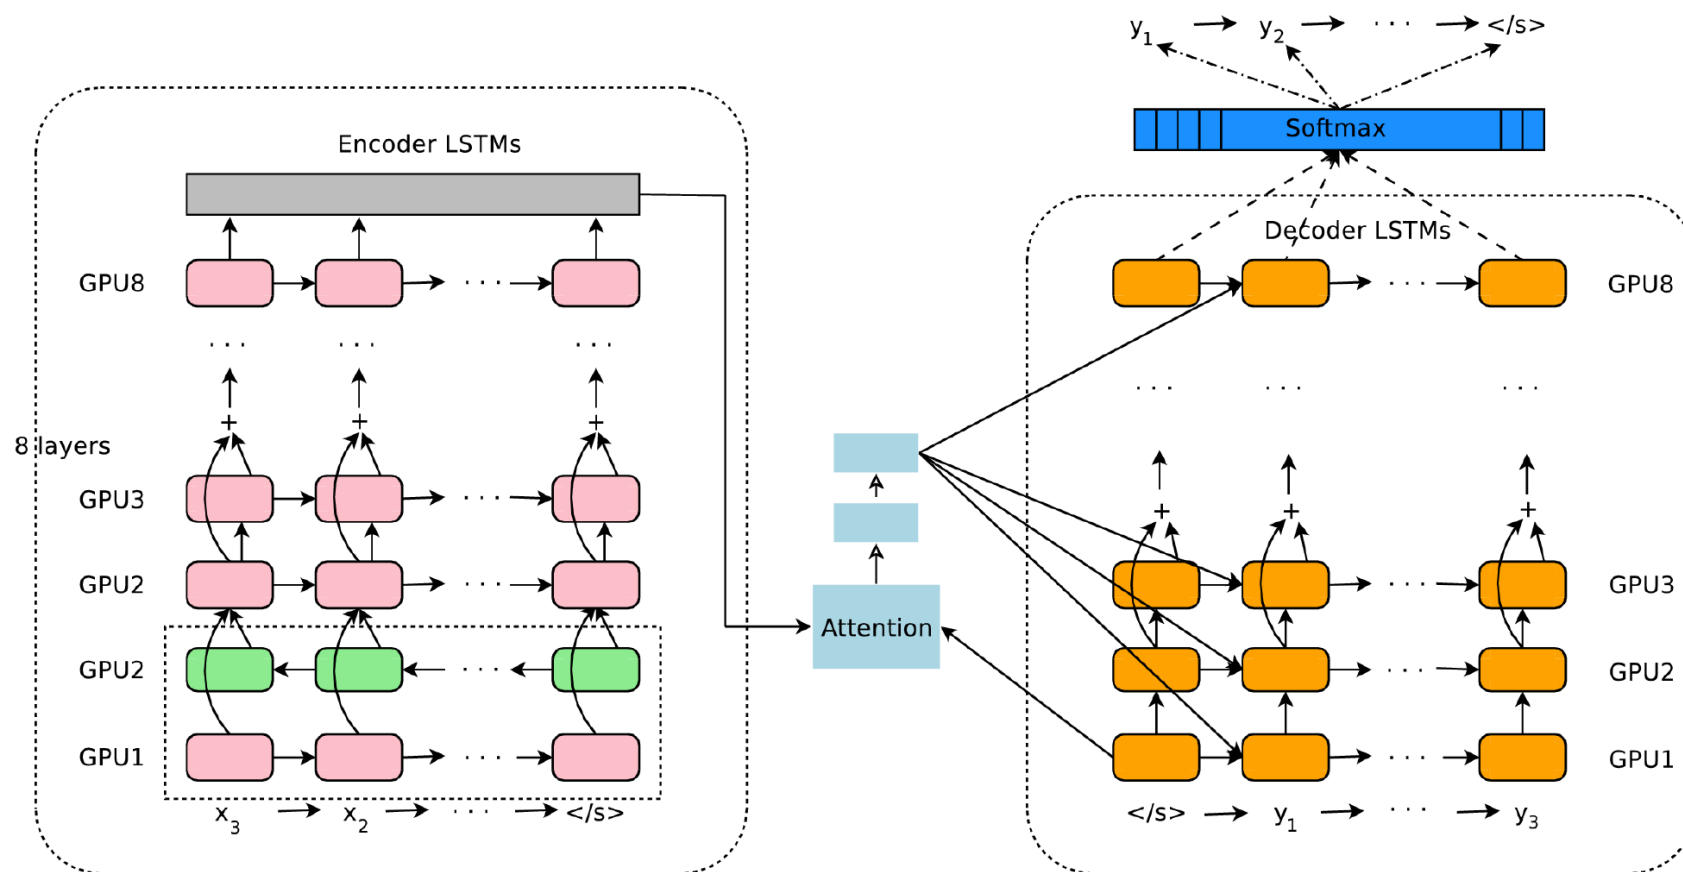 y1 → y2 → · · · → </s>
Softmax
Encoder LSTMs
Decoder LSTMs
GPU8 · · · · · · GPU8
· · · · · · · · ·
· · · · · · · · ·
+ + +
8 layers
GPU3 · · ·
+ + +
GPU2 · · · · · · GPU3
Attention
GPU2 · · · · · · GPU2
GPU1 · · · · · · GPU1
x3 → x2 → · · · → </s>
</s> → y1 → · · · → y3